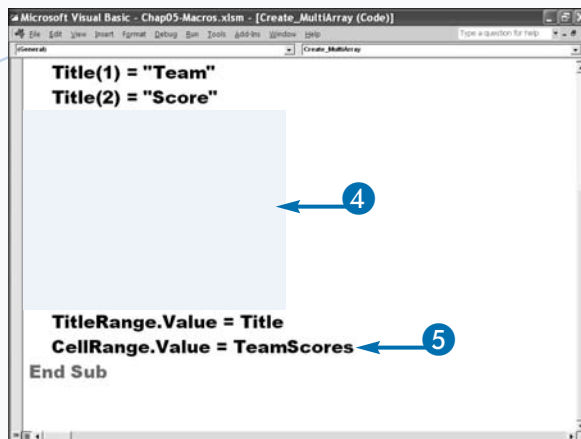 Microsoft Visual Basic - Chap05-Macros.xlsm - [Create_MultiArray (Code)]
File Edit View Insert Format Debug Run Tools Add-Ins Window Help Type a question for help
(General) Create_MultiArray
Title(1) = "Team"
Title(2) = "Score"
4
TitleRange.Value = Title
CellRange.Value = TeamScores 5
End Sub